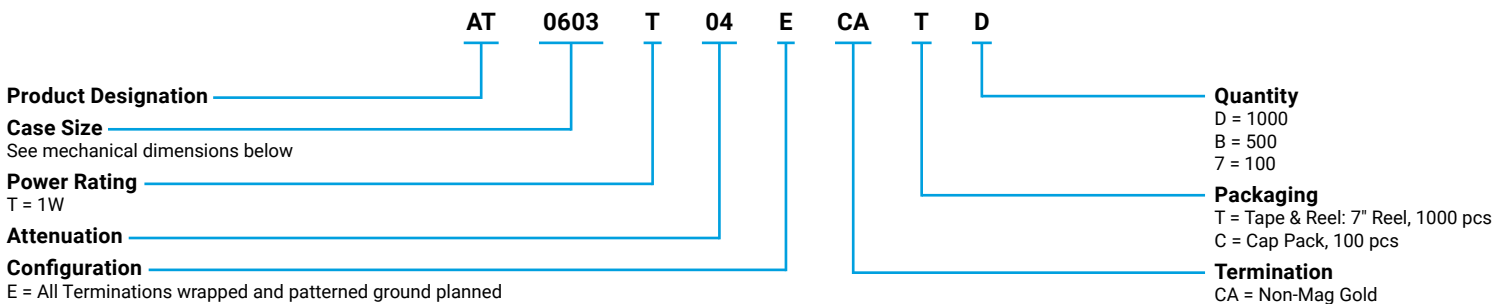 AT 0603 T 04 E CA T D
Product Designation
Case Size
See mechanical dimensions below
Power Rating
T = 1W
Attenuation
Configuration
E = All Terminations wrapped and patterned ground planned
Quantity
D = 1000
B = 500
7 = 100
Packaging
T = Tape & Reel: 7" Reel, 1000 pcs
C = Cap Pack, 100 pcs
Termination
CA = Non-Mag Gold